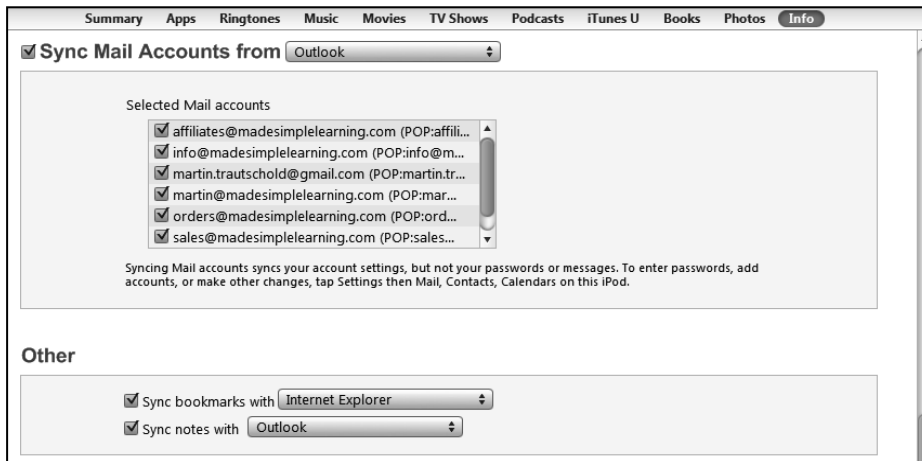 Summary Apps Ringtones Music Movies TV Shows Podcasts iTunes U Books Photos Info
Sync Mail Accounts from Outlook
Selected Mail accounts
affiliates@madesimplelearning.com (POP:affili...
info@madesimplelearning.com (POP:info@m...
martin.trautschold@gmail.com (POP:martin.tr...
martin@madesimplelearning.com (POP:mar...
orders@madesimplelearning.com (POP:ord...
sales@madesimplelearning.com (POP:sales...
Syncing Mail accounts syncs your account settings, but not your passwords or messages. To enter passwords, add
accounts, or make other changes, tap Settings then Mail, Contacts, Calendars on this iPod.
Other
Sync bookmarks with Internet Explorer
Sync notes with Outlook